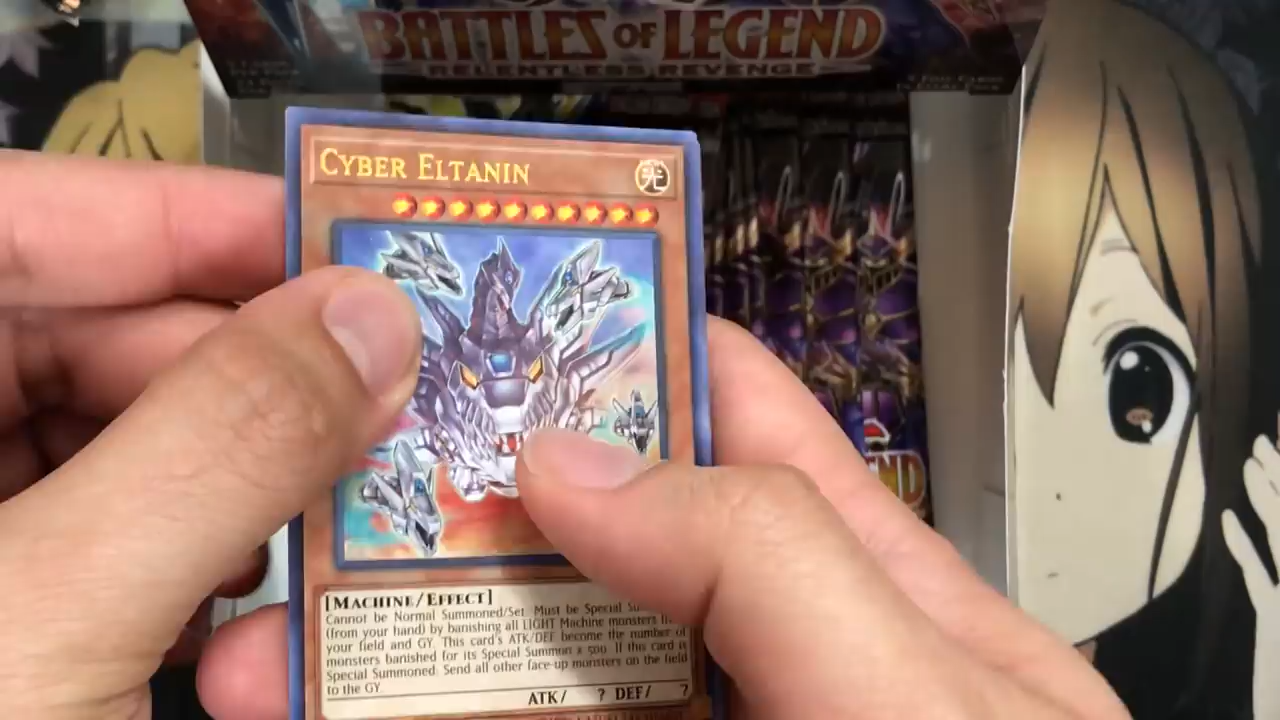 BATTLES OF LEGEND
RELENTLESS REVENGE
CYBER ELTANIN
光
[MACHINE/EFFECT]
Cannot be Normal Summoned/Set. Must be Special
(from your hand) by banishing all LIGHT Machine monsters
your field and GY. This card's ATK/DEF become the number of
monsters banished for its Special Summon x 500. If this card is
Special Summoned: Send all other face-up monsters on the field
to the GY.
ATK/ ? DEF/ ?